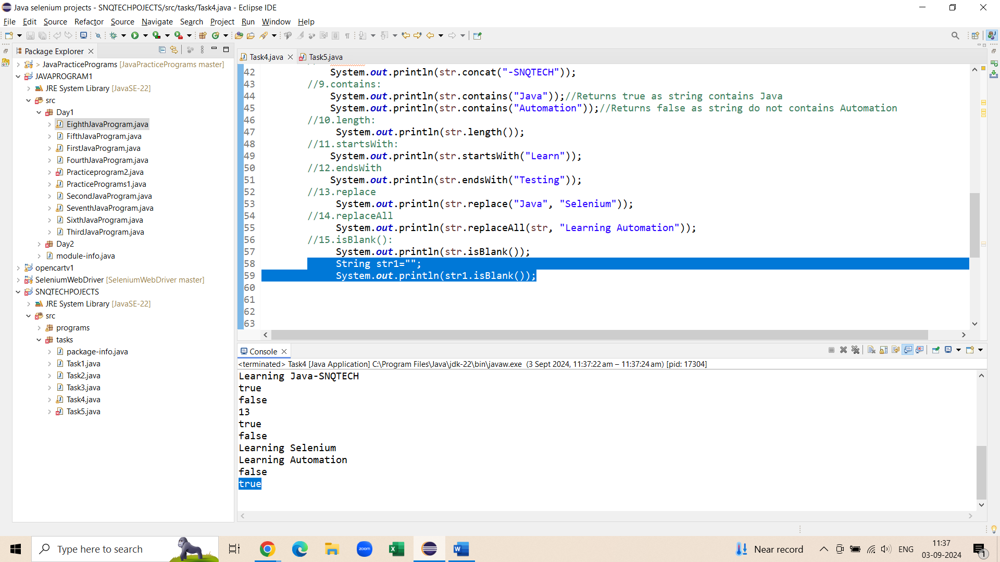 Java selenium projects - SNQTECHPOJECTS/src/tasks/Task4.java - Eclipse IDE
File Edit Source Refactor Source Navigate Search Project Run Window Help
Package Explorer
> JavaPracticePrograms [JavaPracticePrograms master]
JAVAPROGRAM1
JRE System Library [JavaSE-22]
src
Day1
EighthJavaProgram.java
FifthJavaProgram.java
FirstJavaProgram.java
FourthJavaProgram.java
Practiceprogram2.java
PracticePrograms1.java
SecondJavaProgram.java
SeventhJavaProgram.java
SixthJavaProgram.java
ThirdJavaProgram.java
Day2
module-info.java
opencartv1
SeleniumWebDriver [SeleniumWebDriver master]
SNQTECHPOJECTS
JRE System Library [JavaSE-22]
src
programs
tasks
package-info.java
Task1.java
Task2.java
Task3.java
Task4.java
Task5.java
Task4.java Task5.java
42 System.out.println(str.concat("-SNQTECH"));
43 //9.contains:
44 System.out.println(str.contains("Java"));//Returns true as string contains Java
45 System.out.println(str.contains("Automation"));//Returns false as string do not contains Automation
46 //10.length:
47 System.out.println(str.length());
48 //11.startsWith:
49 System.out.println(str.startsWith("Learn"));
50 //12.endsWith
51 System.out.println(str.endsWith("Testing"));
52 //13.replace
53 System.out.println(str.replace("Java", "Selenium"));
54 //14.replaceAll
55 System.out.println(str.replaceAll(str, "Learning Automation"));
56 //15.isBlank():
57 System.out.println(str.isBlank());
58 String str1="";
59 System.out.println(str1.isBlank());
60
61
62
63
Console
<terminated> Task4 [Java Application] C:\Program Files\Java\jdk-22\bin\javaw.exe (3 Sept 2024, 11:37:22 am – 11:37:24 am) [pid: 17304]
Learning Java-SNQTECH
true
false
13
true
false
Learning Selenium
Learning Automation
false
true
Type here to search
zoom
Near record
ENG
11:37
03-09-2024
1